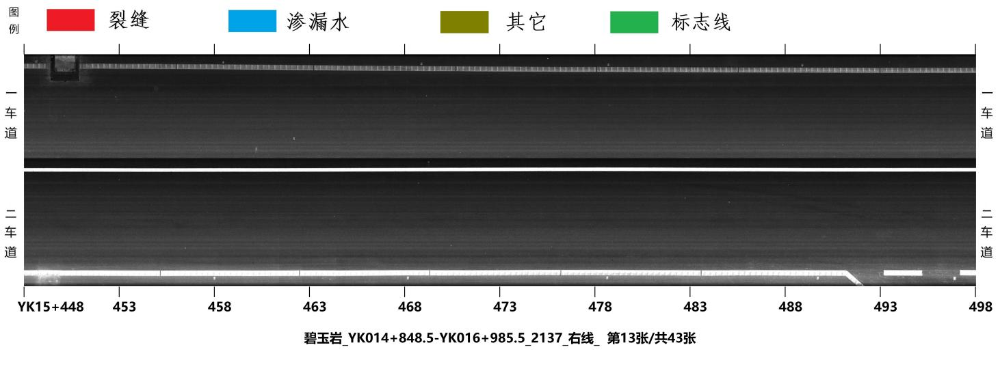 图例
裂缝 渗漏水 其它 标志线
一车道 一车道
二车道 二车道
YK15+448 453 458 463 468 473 478 483 488 493 498
碧玉岩_YK014+848.5-YK016+985.5_2137_右线_ 第13张/共43张